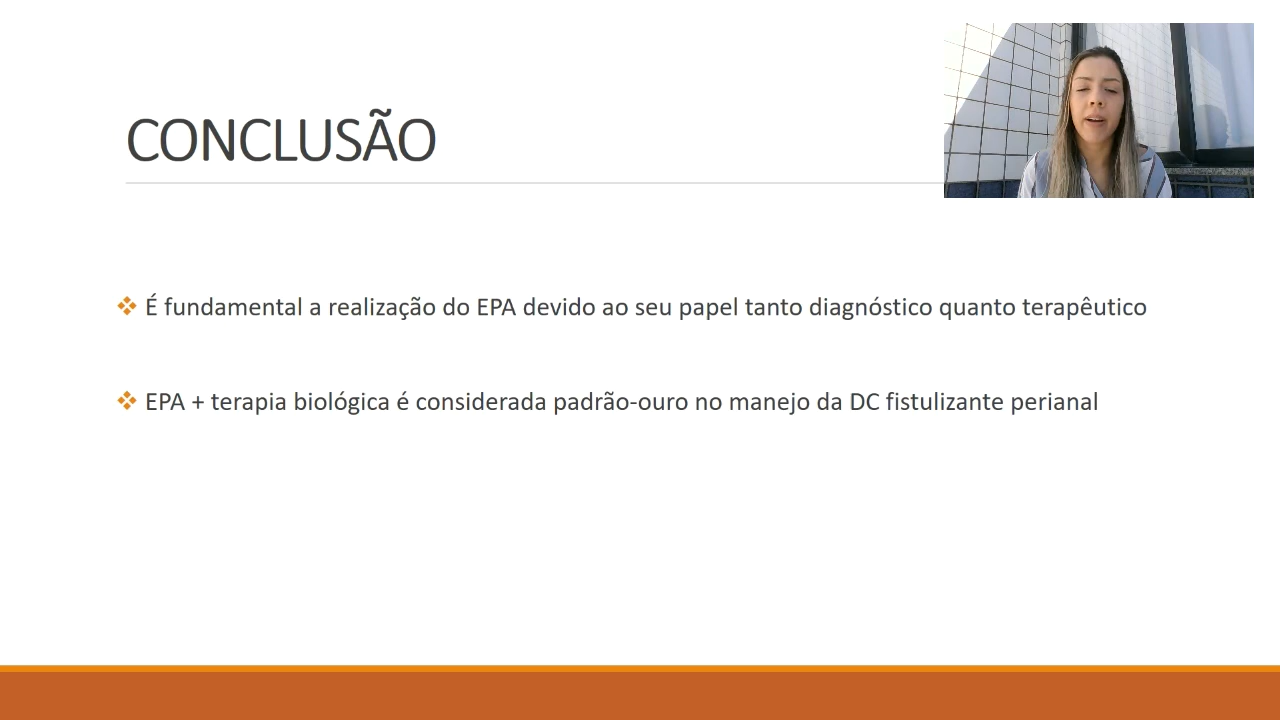 CONCLUSÃO
É fundamental a realização do EPA devido ao seu papel tanto diagnóstico quanto terapêutico
EPA + terapia biológica é considerada padrão-ouro no manejo da DC fistulizante perianal